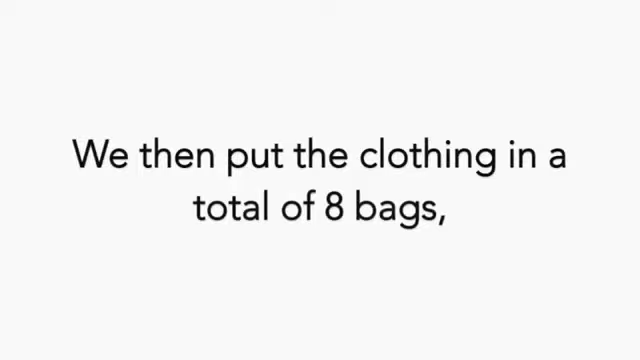 We then put the clothing in a
total of 8 bags,